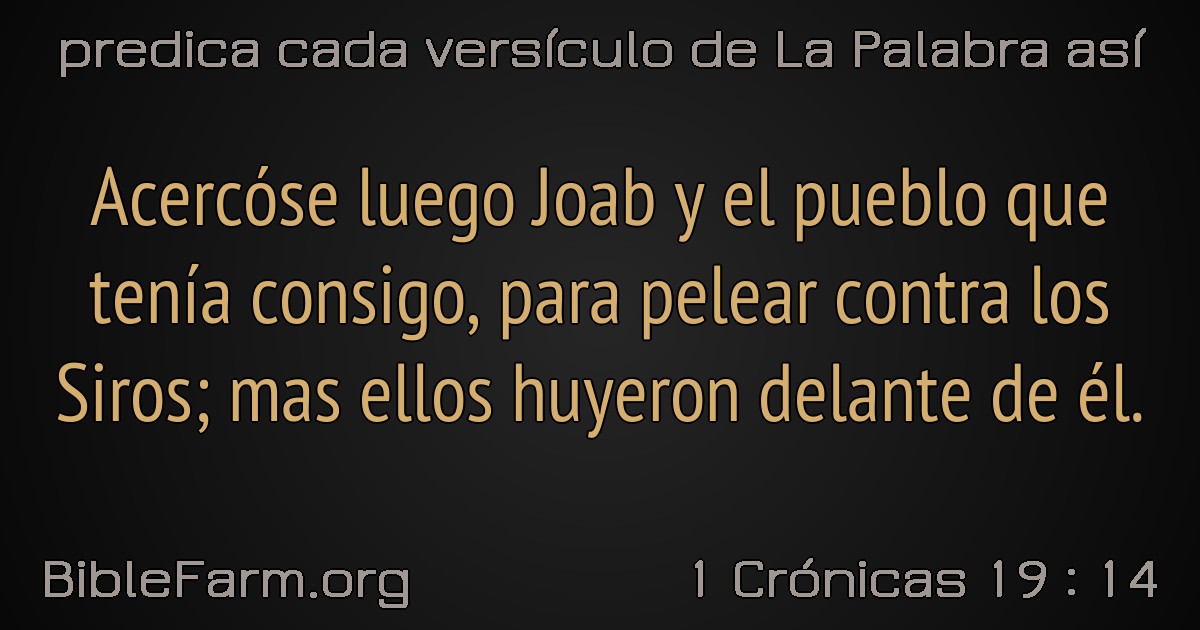 predica cada versículo de La Palabra así
Acercóse luego Joab y el pueblo que
tenía consigo, para pelear contra los
Siros; mas ellos huyeron delante de él.
BibleFarm.org
1 Crónicas 19 : 14